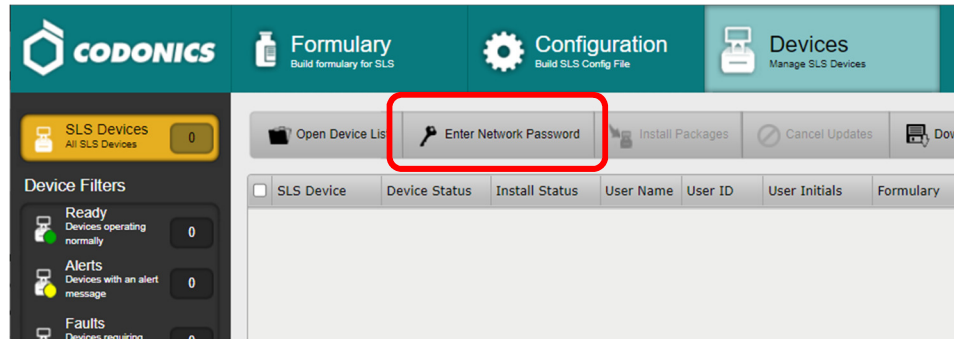 CODONICS
Formulary
Build formulary for SLS
Configuration
Build SLS Config File
Devices
Manage SLS Devices
SLS Devices
All SLS Devices
0
Open Device List
Enter Network Password
Install Packages
Cancel Updates
Dow
Device Filters
SLS Device Device Status Install Status User Name User ID User Initials Formulary
Ready
Devices operating
normally
0
Alerts
Devices with an alert
message
0
Faults
Devices requiring